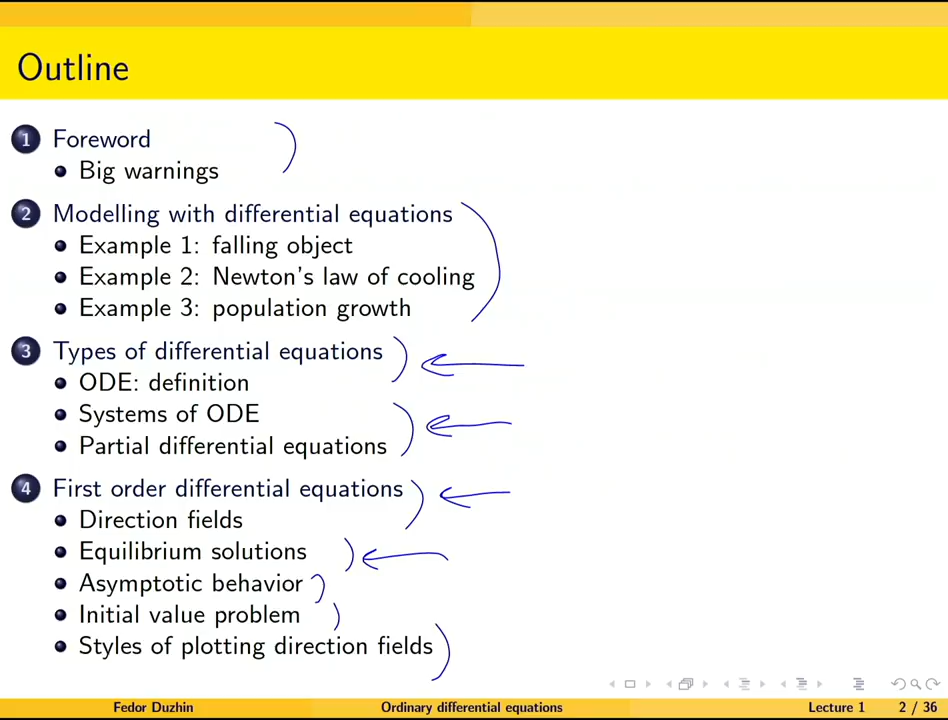 Outline
1 Foreword
• Big warnings
2 Modelling with differential equations
• Example 1: falling object
• Example 2: Newton's law of cooling
• Example 3: population growth
3 Types of differential equations
• ODE: definition
• Systems of ODE
• Partial differential equations
4 First order differential equations
• Direction fields
• Equilibrium solutions
• Asymptotic behavior
• Initial value problem
• Styles of plotting direction fields
Fedor Duzhin Ordinary differential equations Lecture 1 2 / 36